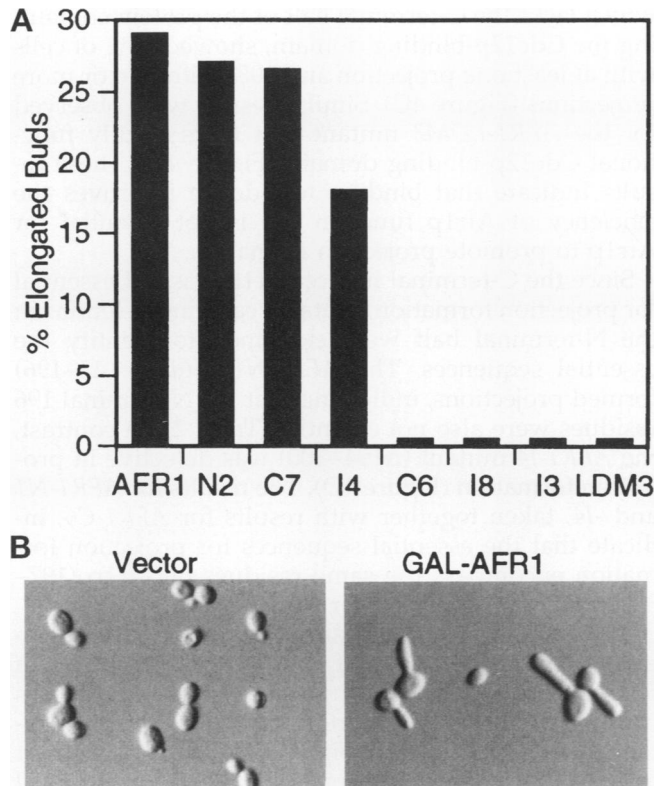 A
% Elongated Buds
30
25
20
15
10
5
0
AFR1 N2 C7 I4 C6 I8 I3 LDM3
B
Vector
GAL-AFR1